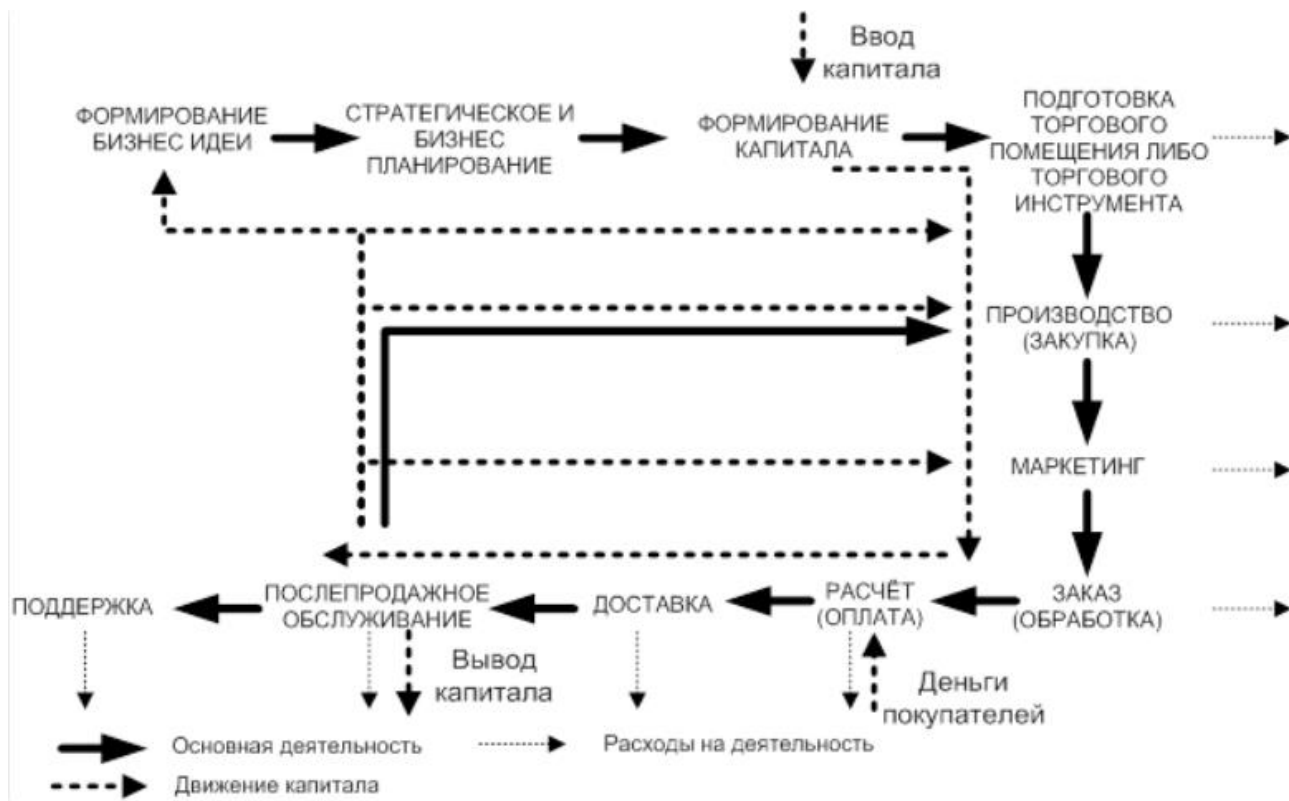 Ввод
капитала
ФОРМИРОВАНИЕ
БИЗНЕС ИДЕИ
СТРАТЕГИЧЕСКОЕ И
БИЗНЕС
ПЛАНИРОВАНИЕ
ФОРМИРОВАНИЕ
КАПИТАЛА
ПОДГОТОВКА
ТОРГОВОГО
ПОМЕЩЕНИЯ ЛИБО
ТОРГОВОГО
ИНСТРУМЕНТА
ПРОИЗВОДСТВО
(ЗАКУПКА)
МАРКЕТИНГ
ПОДДЕРЖКА
ПОСЛЕПРОДАЖНОЕ
ОБСЛУЖИВАНИЕ
ДОСТАВКА
РАСЧЁТ
(ОПЛАТА)
ЗАКАЗ
(ОБРАБОТКА)
Вывод
капитала
Деньги
покупателей
Основная деятельность
Расходы на деятельность
Движение капитала